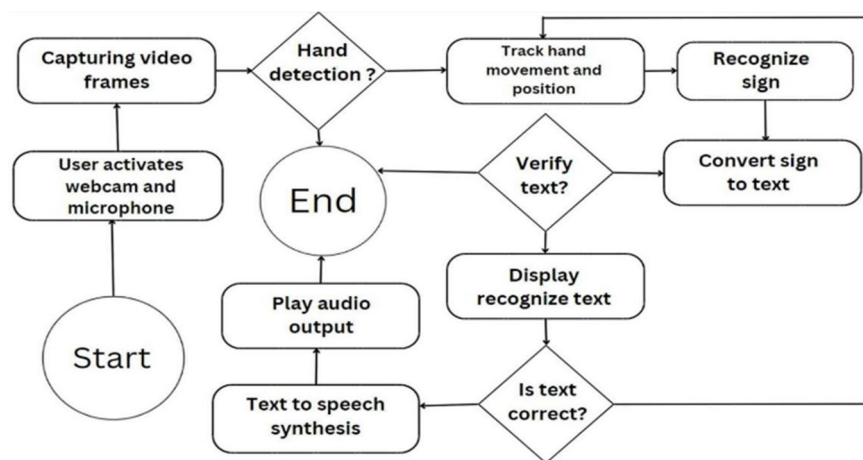 Start
User activates
webcam and
microphone
Capturing video
frames
Hand
detection ?
Track hand
movement and
position
Recognize
sign
Convert sign
to text
Verify
text?
End
Display
recognize text
Is text
correct?
Text to speech
synthesis
Play audio
output